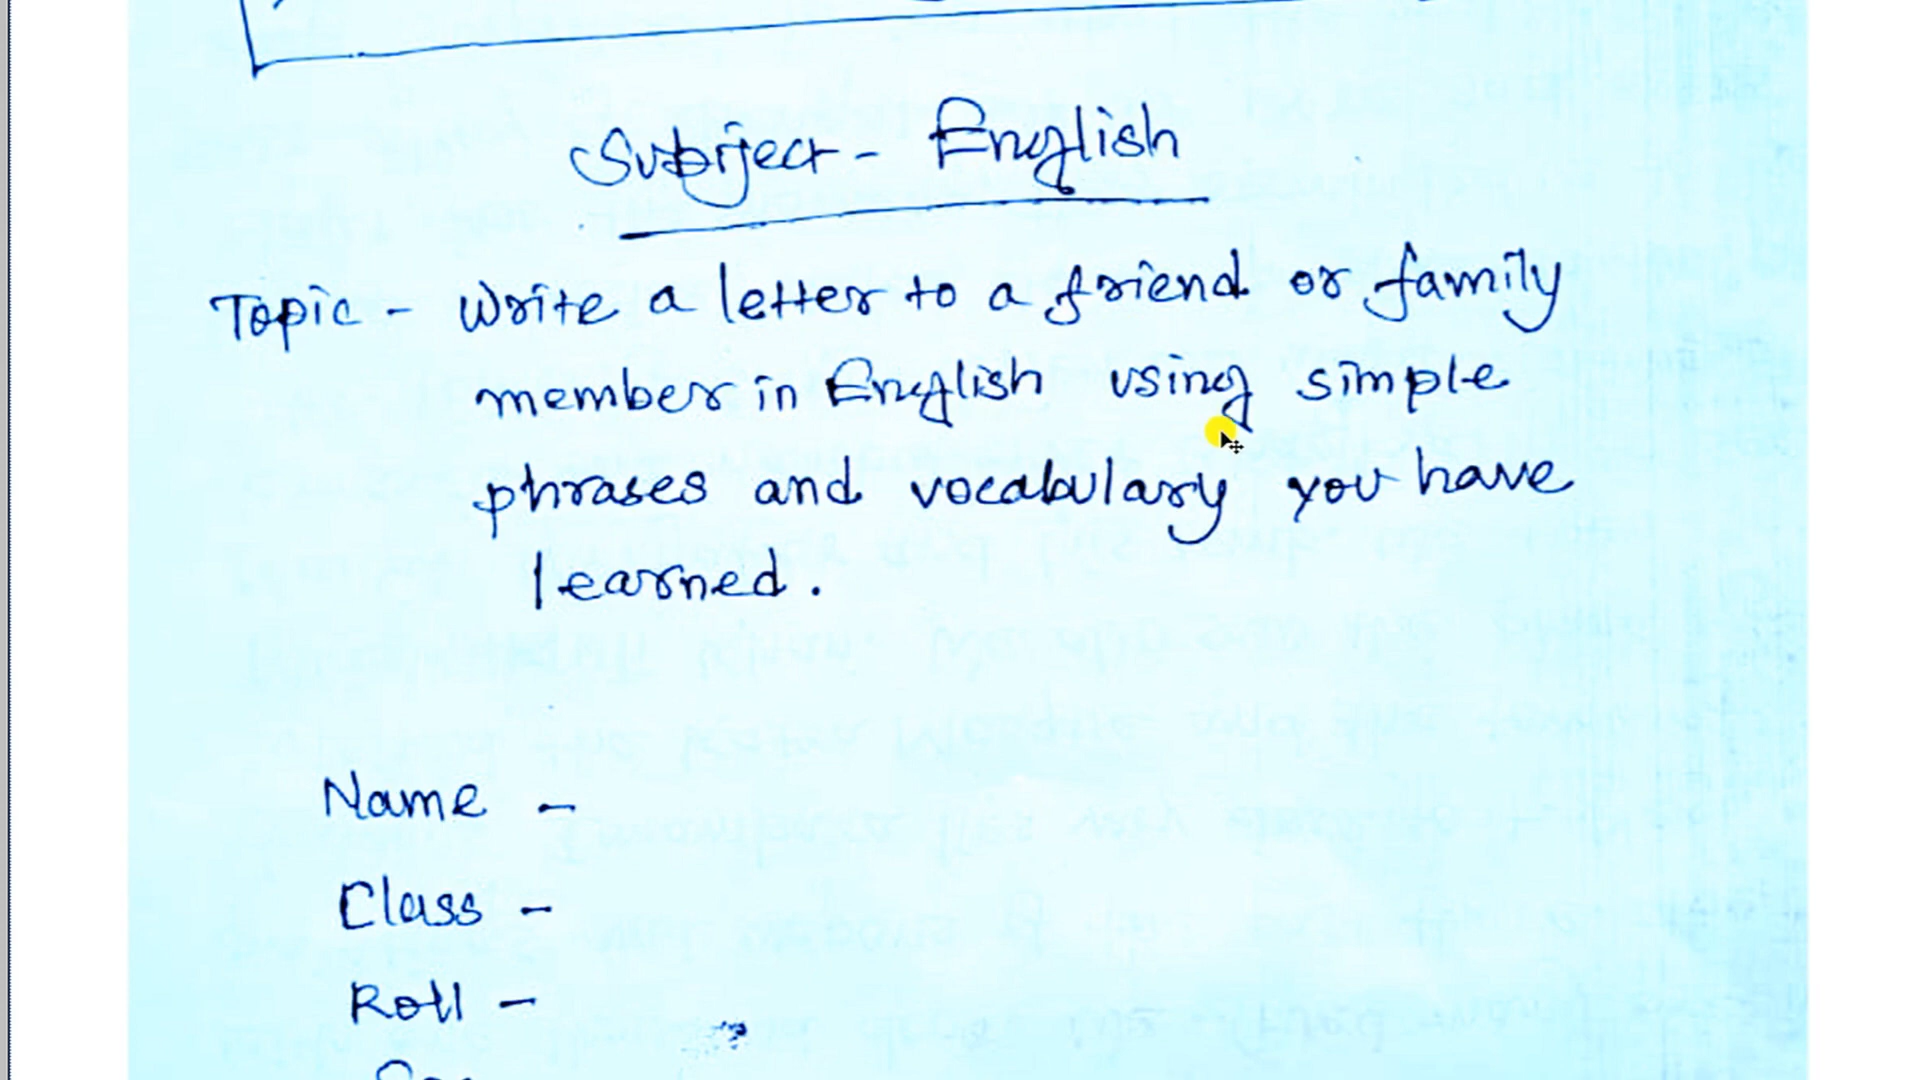 Subject - English
Topic - Write a letter to a friend or family
member in English using simple
phrases and vocabulary you have
learned.
Name -
Class -
Roll -